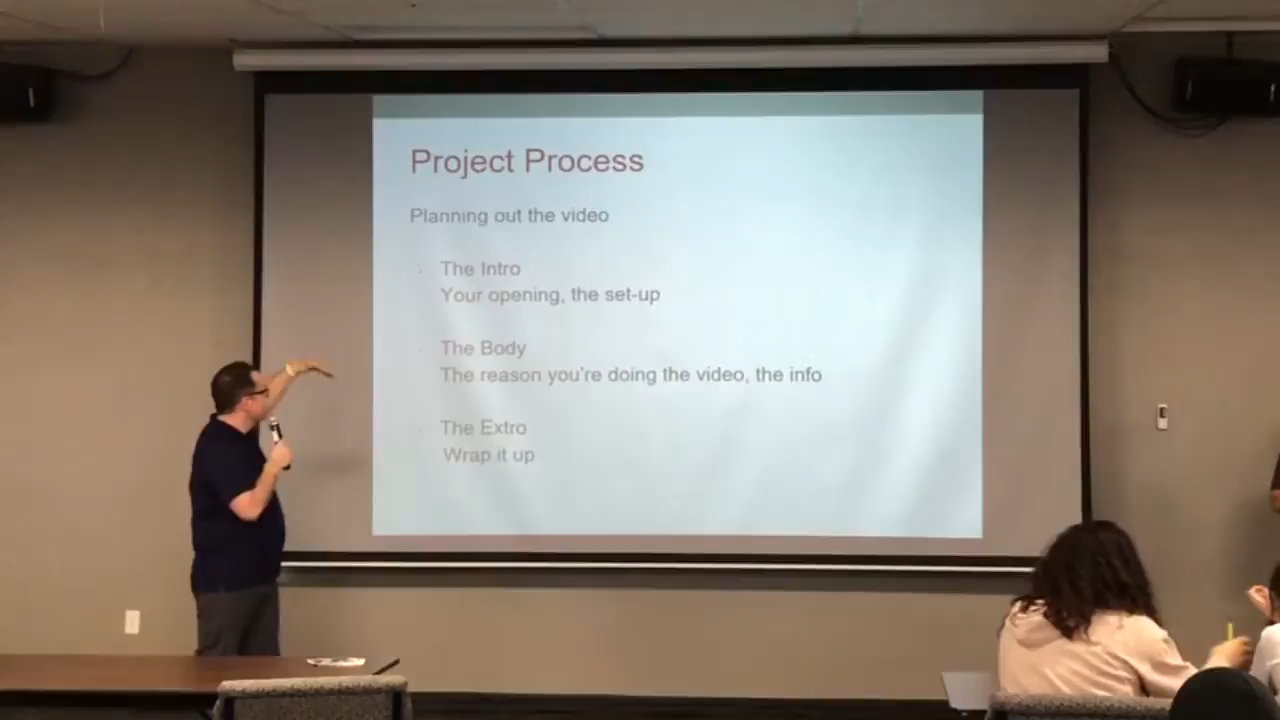 Project Process
Planning out the video
The Intro
Your opening, the set-up
The Body
The reason you're doing the video, the info
The Extro
Wrap it up